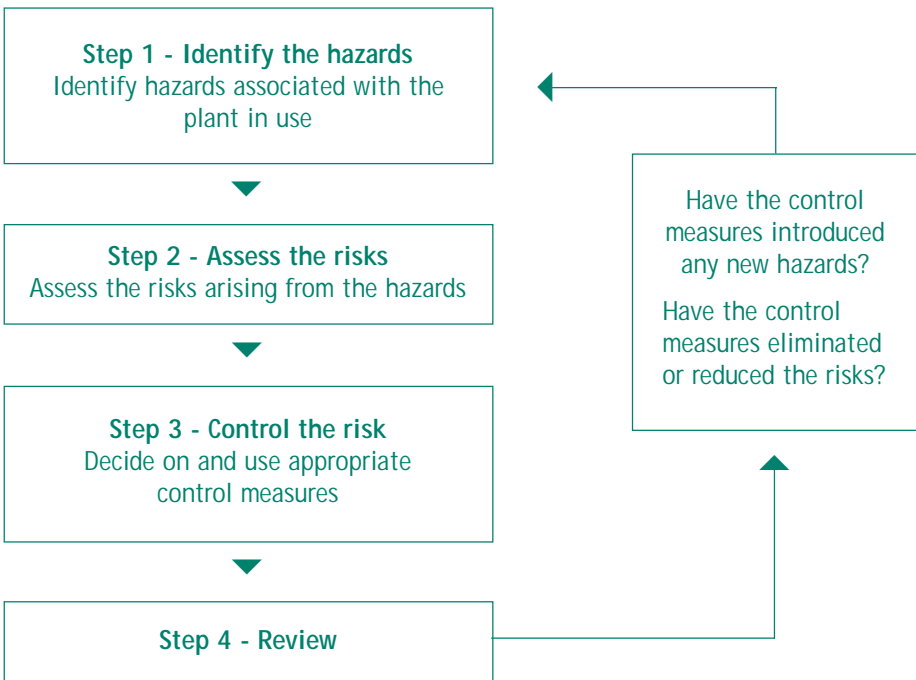 Step 1 - Identify the hazards
Identify hazards associated with the
plant in use
Step 2 - Assess the risks
Assess the risks arising from the hazards
Step 3 - Control the risk
Decide on and use appropriate
control measures
Step 4 - Review
Have the control
measures introduced
any new hazards?
Have the control
measures eliminated
or reduced the risks?